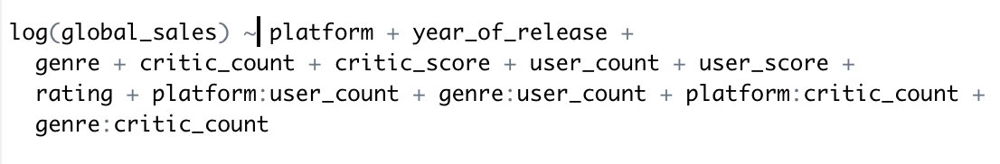 log(global_sales) ~ platform + year_of_release +
genre + critic_count + critic_score + user_count + user_score +
rating + platform:user_count + genre:user_count + platform:critic_count +
genre:critic_count